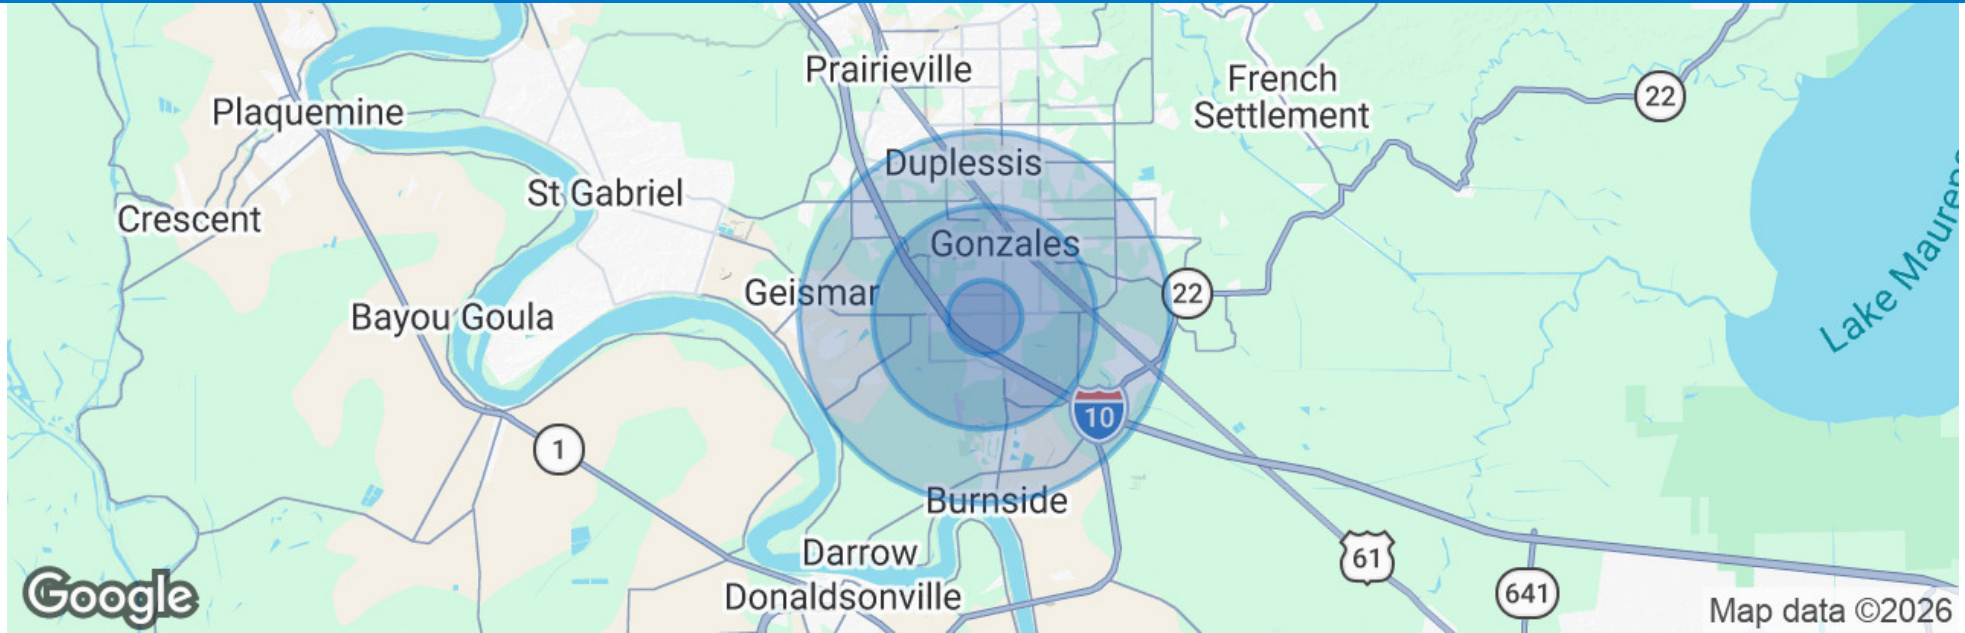 Prairieville
French
Settlement
22
Plaquemine
Duplessis
St Gabriel
Crescent
Gonzales
Geismar
22
Bayou Goula
Lake Maurepas
10
1
Burnside
Darrow
61
Donaldsonville
641
Google
Map data ©2026